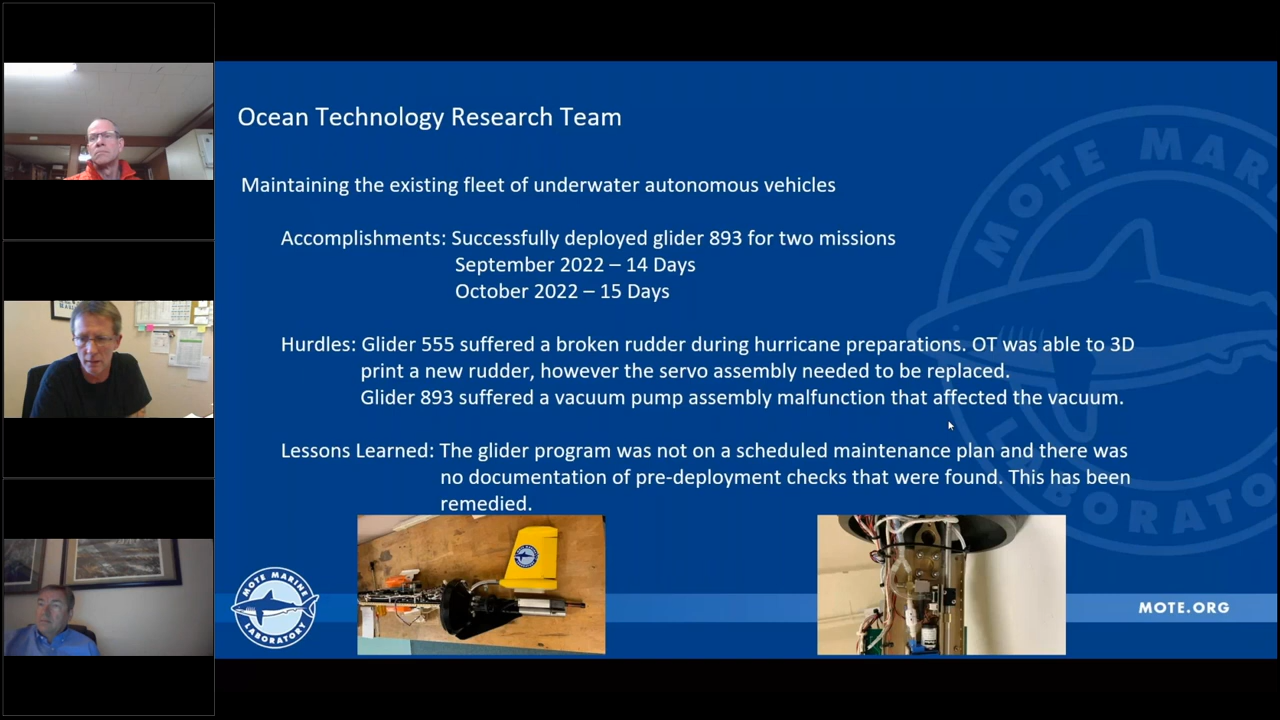 Ocean Technology Research Team
Maintaining the existing fleet of underwater autonomous vehicles
Accomplishments: Successfully deployed glider 893 for two missions
September 2022 – 14 Days
October 2022 – 15 Days
Hurdles: Glider 555 suffered a broken rudder during hurricane preparations. OT was able to 3D
print a new rudder, however the servo assembly needed to be replaced.
Glider 893 suffered a vacuum pump assembly malfunction that affected the vacuum.
Lessons Learned: The glider program was not on a scheduled maintenance plan and there was
no documentation of pre-deployment checks that were found. This has been
remedied.
MOTE MAR
LABORATO
MOTE MARINE
LABORATORY
MOTE.ORG